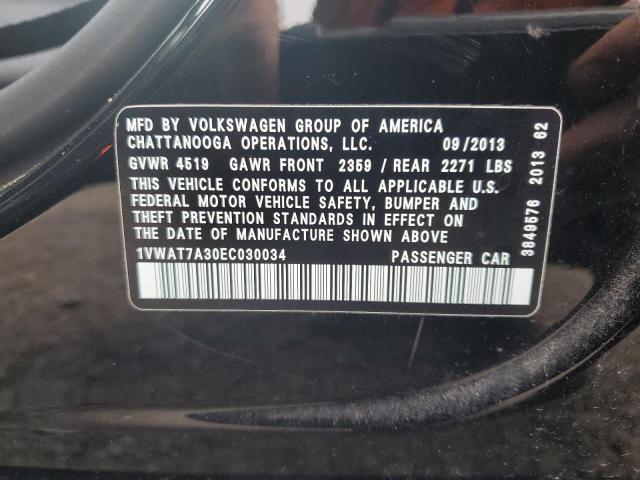 MFD BY VOLKSWAGEN GROUP OF AMERICA
CHATTANOOGA OPERATIONS, LLC. 09/2013
GVWR 4519 GAWR FRONT 2359 / REAR 2271 LBS
THIS VEHICLE CONFORMS TO ALL APPLICABLE U.S.
FEDERAL MOTOR VEHICLE SAFETY, BUMPER AND
THEFT PREVENTION STANDARDS IN EFFECT ON
THE DATE OF MANUFACTURE SHOWN ABOVE
1VWAT7A30EC030034 PASSENGER CAR
3849576 2013 62